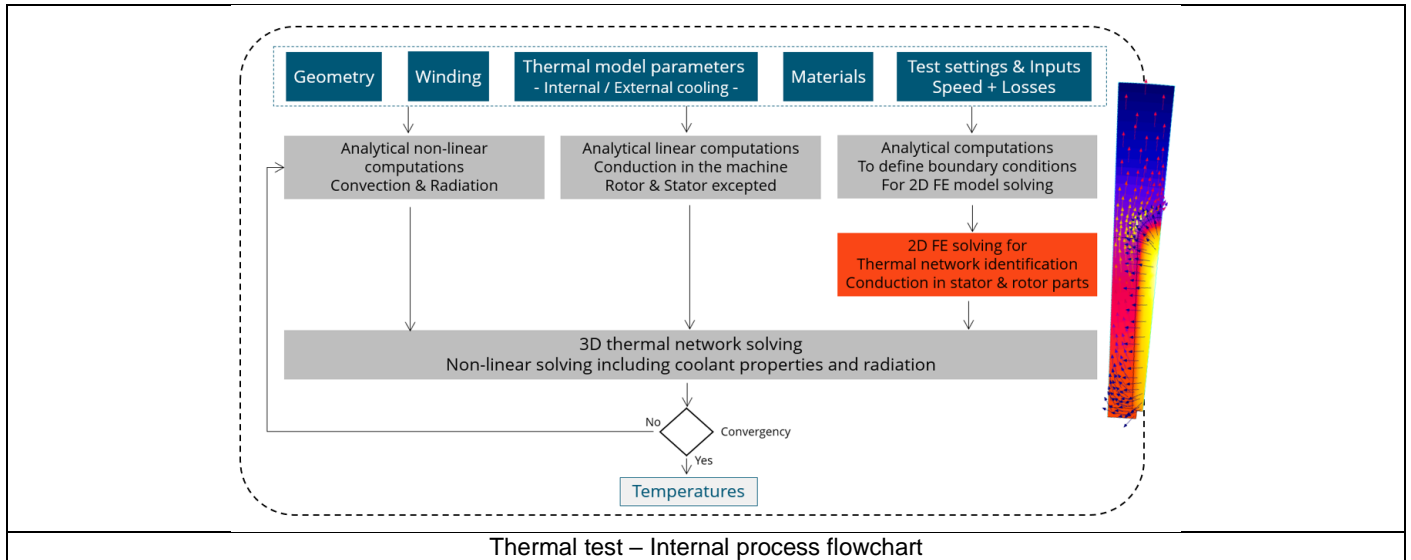 Geometry
Winding
Thermal model parameters
- Internal / External cooling -
Materials
Test settings & Inputs
Speed + Losses
Analytical non-linear
computations
Convection & Radiation
Analytical linear computations
Conduction in the machine
Rotor & Stator excepted
Analytical computations
To define boundary conditions
For 2D FE model solving
2D FE solving for
Thermal network identification
Conduction in stator & rotor parts
3D thermal network solving
Non-linear solving including coolant properties and radiation
No
Convergency
Yes
Temperatures
Thermal test – Internal process flowchart